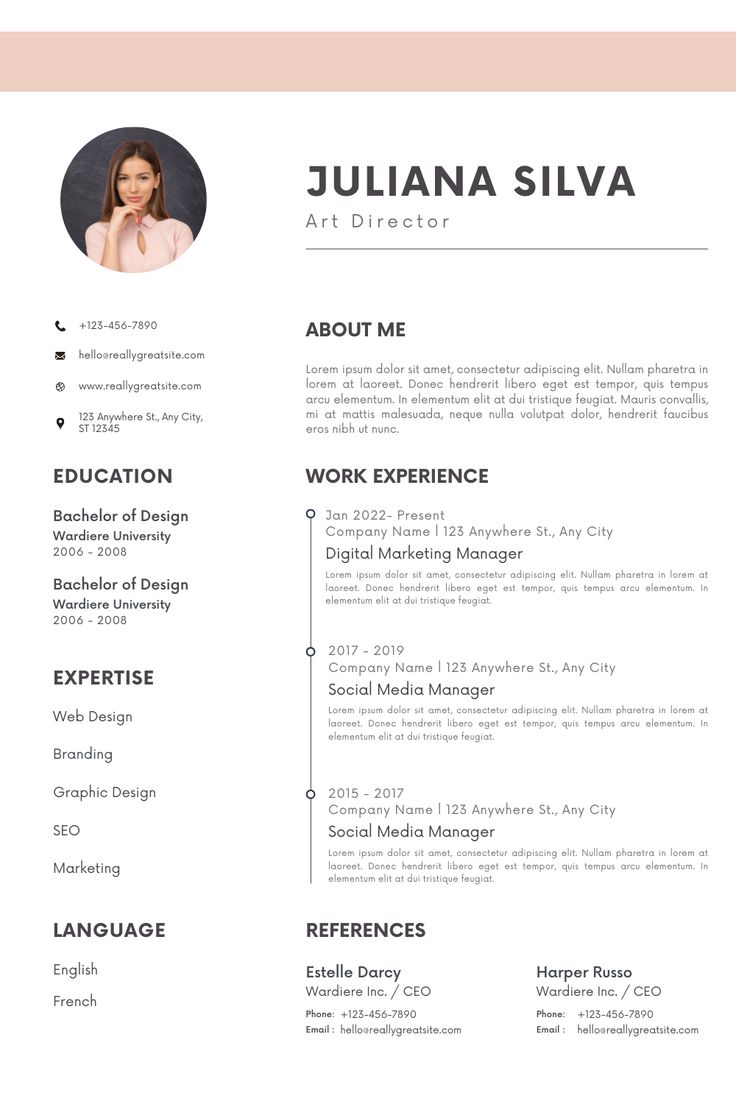 JULIANA SILVA
Art Director
+123-456-7890
hello@reallygreatsite.com
www.reallygreatsite.com
123 Anywhere St., Any City,
ST 12345
EDUCATION
Bachelor of Design
Wardiere University
2006 - 2008
Bachelor of Design
Wardiere University
2006 - 2008
EXPERTISE
Web Design
Branding
Graphic Design
SEO
Marketing
LANGUAGE
English
French
ABOUT ME
Lorem ipsum dolor sit amet, consectetur adipiscing elit. Nullam pharetra in
lorem at laoreet. Donec hendrerit libero eget est tempor, quis tempus
arcu elementum. In elementum at dui tristique feugiat. Mauris convallis,
mi at mattis malesuada, neque nulla volutpat dolor, hendrerit faucibus
eros nibh ut nunc.
WORK EXPERIENCE
Jan 2022- Present
Company Name | 123 Anywhere St., Any City
Digital Marketing Manager
Lorem ipsum dolor sit amet, consectetur adipiscing elit. Nullam pharetra in lorem at
laoreet. Donec hendrerit libero eget est tempor, quis tempus arcu elementum. In
elementum elit at dui tristique feugiat.
2017 - 2019
Company Name | 123 Anywhere St., Any City
Social Media Manager
Lorem ipsum dolor sit amet, consectetur adipiscing elit. Nullam pharetra in lorem at
laoreet. Donec hendrerit libero eget est tempor, quis tempus arcu elementum. In
elementum elit at dui tristique feugiat.
2015 - 2017
Company Name | 123 Anywhere St., Any City
Social Media Manager
Lorem ipsum dolor sit amet, consectetur adipiscing elit. Nullam pharetra in lorem at
laoreet. Donec hendrerit libero eget est tempor, quis tempus arcu elementum. In
elementum elit at dui tristique feugiat.
REFERENCES
Estelle Darcy
Wardiere Inc. / CEO
Phone: +123-456-7890
Email : hello@reallygreatsite.com
Harper Russo
Wardiere Inc. / CEO
Phone: +123-456-7890
Email : hello@reallygreatsite.com